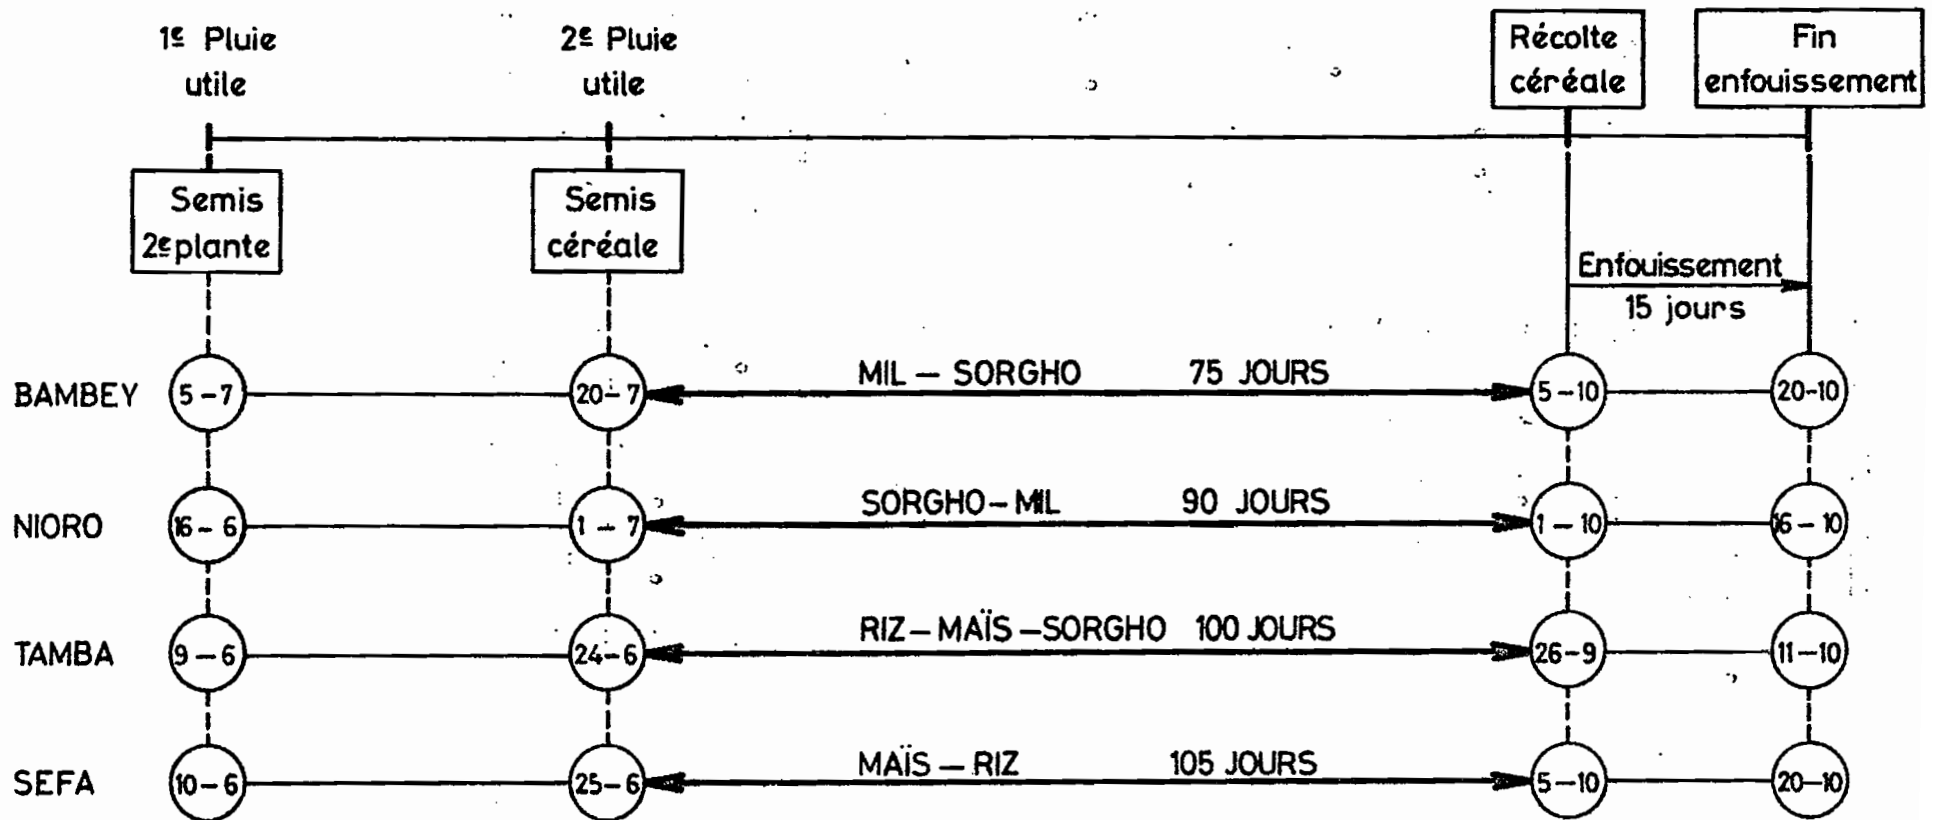 1e Pluie
utile
2e Pluie
utile
Récolte
céréale
Fin
enfouissement
Semis
2e plante
Semis
céréale
Enfouissement
15 jours
BAMBEY 5-7 20-7 MIL - SORGHO 75 JOURS 5-10 20-10
NIORO 16-6 1-7 SORGHO-MIL 90 JOURS 1-10 16-10
TAMBA 9-6 24-6 RIZ-MAÏS-SORGHO 100 JOURS 26-9 11-10
SEFA 10-6 25-6 MAÏS - RIZ 105 JOURS 5-10 20-10